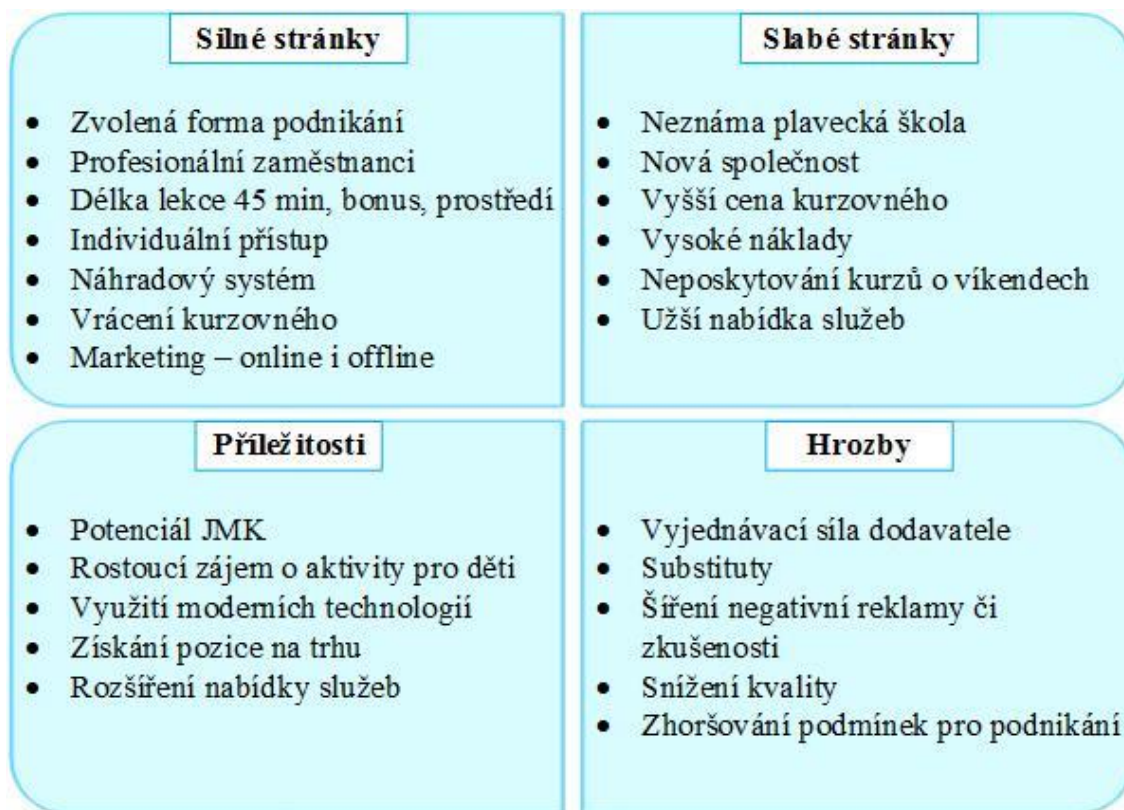 Silné stránky
• Zvolená forma podnikání
• Profesionální zaměstnanci
• Délka lekce 45 min, bonus, prostředí
• Individuální přístup
• Náhradový systém
• Vrácení kurzovného
• Marketing – online i offline
Slabé stránky
• Neznáma plavecká škola
• Nová společnost
• Vyšší cena kurzovného
• Vysoké náklady
• Neposkytování kurzů o víkendech
• Užší nabídka služeb
Příležitosti
• Potenciál JMK
• Rostoucí zájem o aktivity pro děti
• Využití moderních technologií
• Získání pozice na trhu
• Rozšíření nabídky služeb
Hrozby
• Vyjednávací síla dodavatele
• Substituty
• Šíření negativní reklamy či
zkušenosti
• Snížení kvality
• Zhoršování podmínek pro podnikání